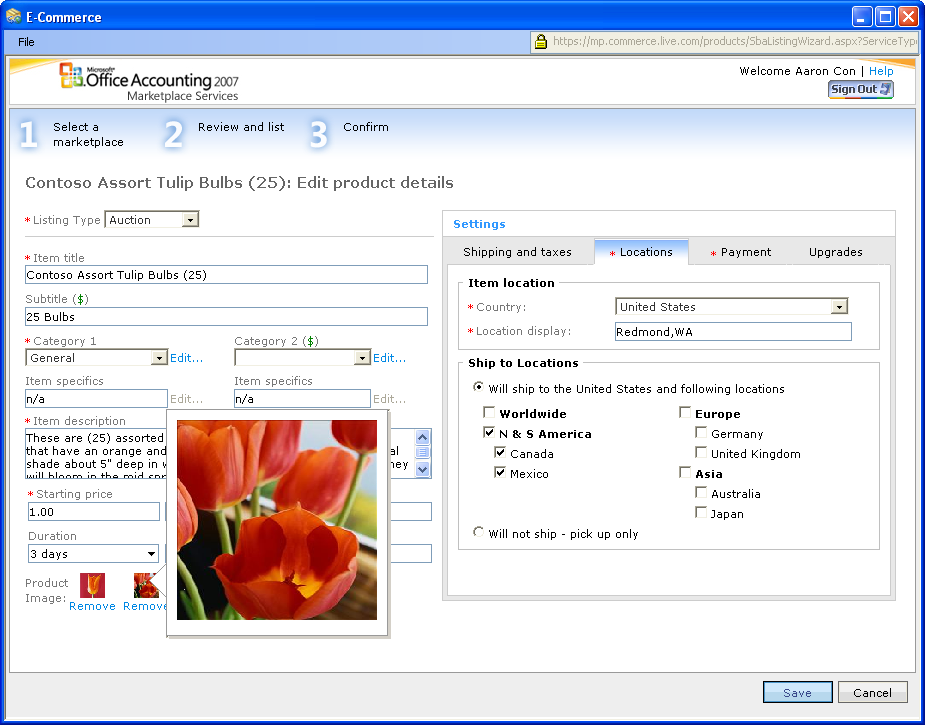 E-Commerce
File
https://mp.commerce.live.com/products/SbaListingWizard.aspx?ServiceType
Microsoft®
Office Accounting 2007
Marketplace Services
Welcome Aaron Con | Help
Sign Out
1 Select a marketplace
2 Review and list
3 Confirm
Contoso Assort Tulip Bulbs (25): Edit product details
* Listing Type Auction
* Item title
Contoso Assort Tulip Bulbs (25)
Subtitle ($)
25 Bulbs
* Category 1
General Edit...
Category 2 ($)
Edit...
Item specifics
n/a Edit...
Item specifics
n/a Edit...
* Item description
These are (25) assorted
that have an orange and
shade about 5" deep in w
will bloom in the mid spr
* Starting price
1.00
Duration
3 days
Product
Image:
Remove Remove
Settings
Shipping and taxes * Locations * Payment Upgrades
Item location
* Country: United States
* Location display: Redmond,WA
Ship to Locations
Will ship to the United States and following locations
Worldwide
N & S America
Canada
Mexico
Europe
Germany
United Kingdom
Asia
Australia
Japan
Will not ship - pick up only
Save Cancel